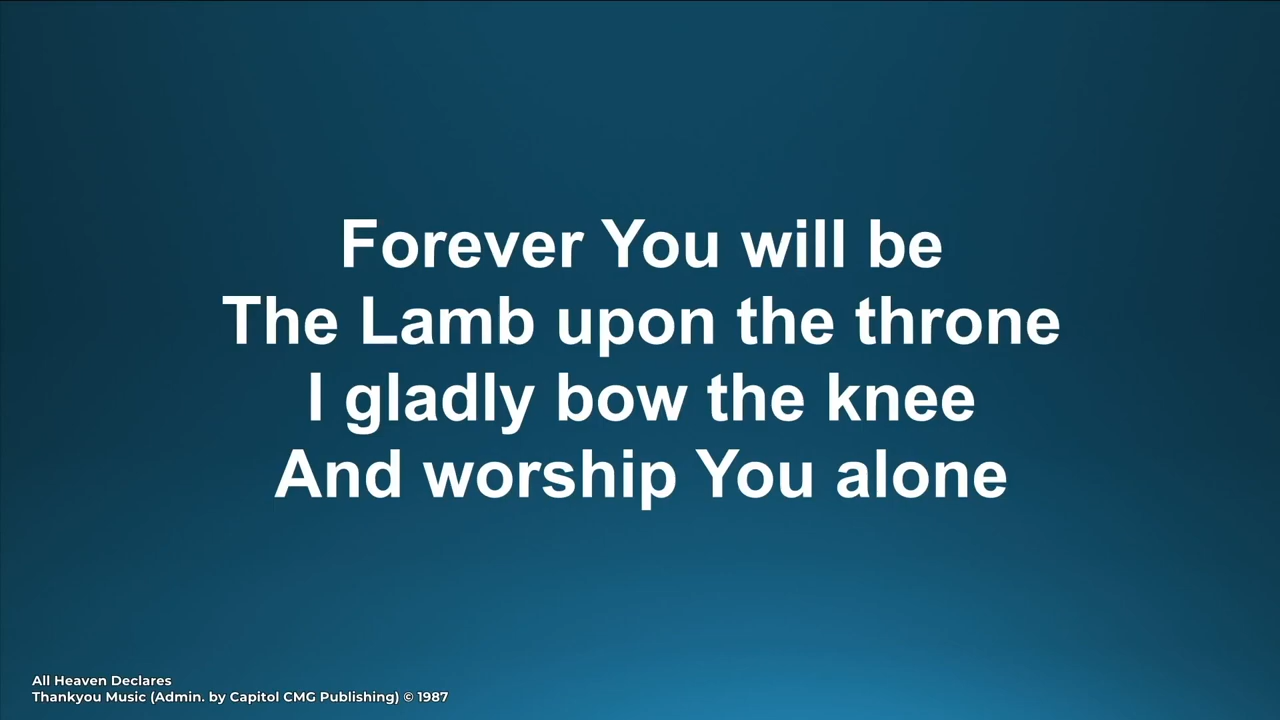 Forever You will be
The Lamb upon the throne
I gladly bow the knee
And worship You alone
All Heaven Declares
Thankyou Music (Admin. by Capitol CMG Publishing) © 1987